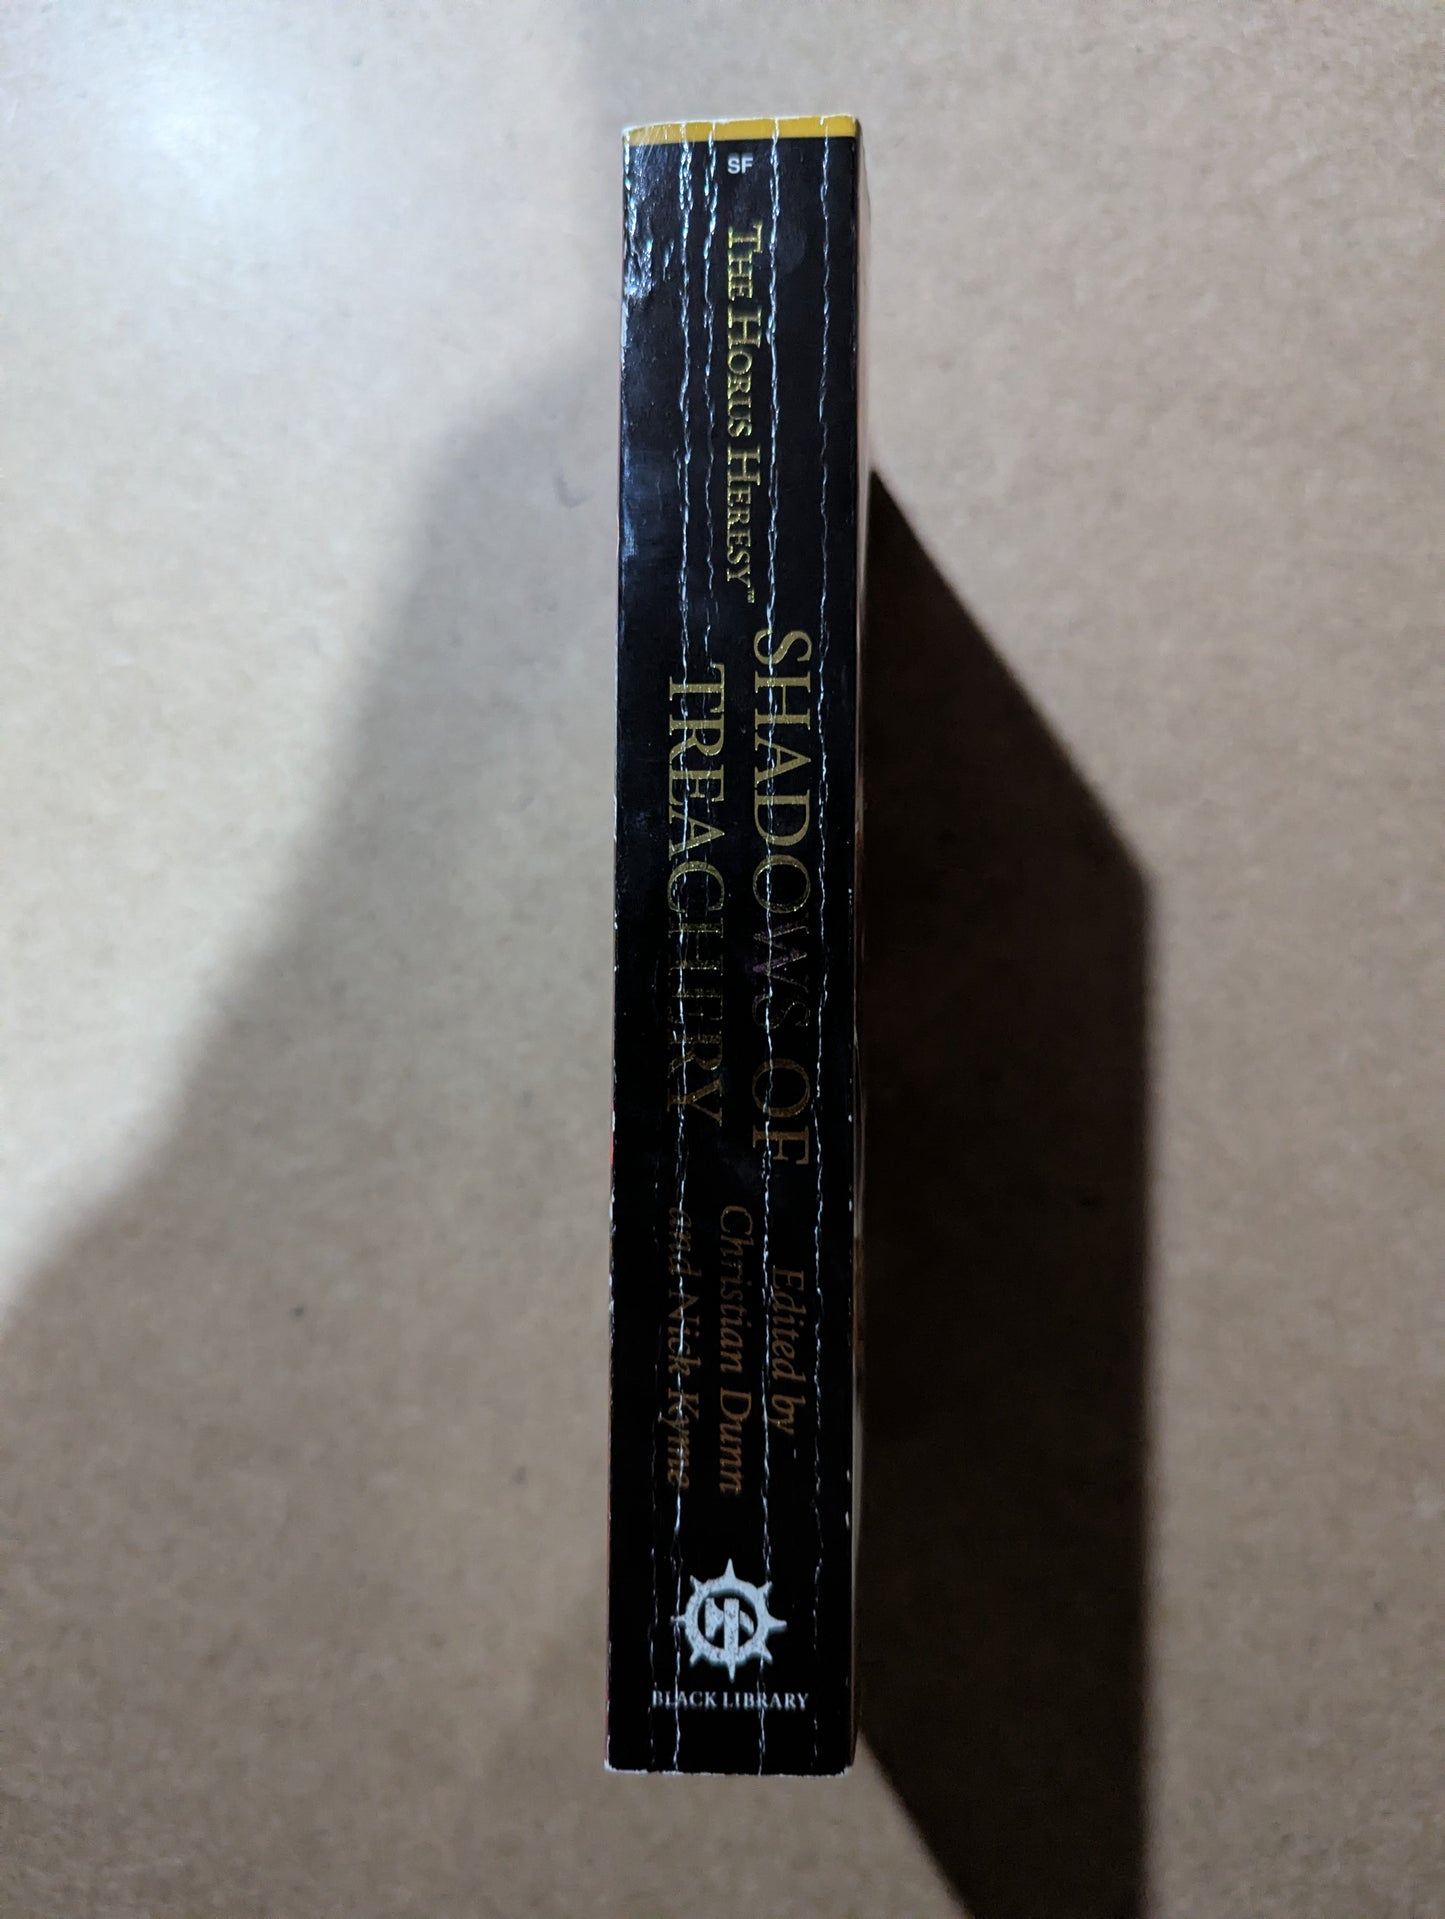 SF
THE HORUS HERESY™
SHADOWS OF
TREACHERY
Edited by
Christian Dunn
and Nick Kyme
BLACK LIBRARY